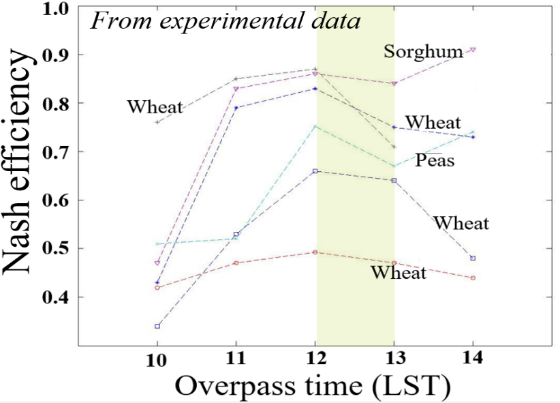 From experimental data
1.0
0.9
0.8
0.7
0.6
0.5
0.4
Nash efficiency
Sorghum
Wheat
Wheat
Peas
Wheat
Wheat
10 11 12 13 14
Overpass time (LST)